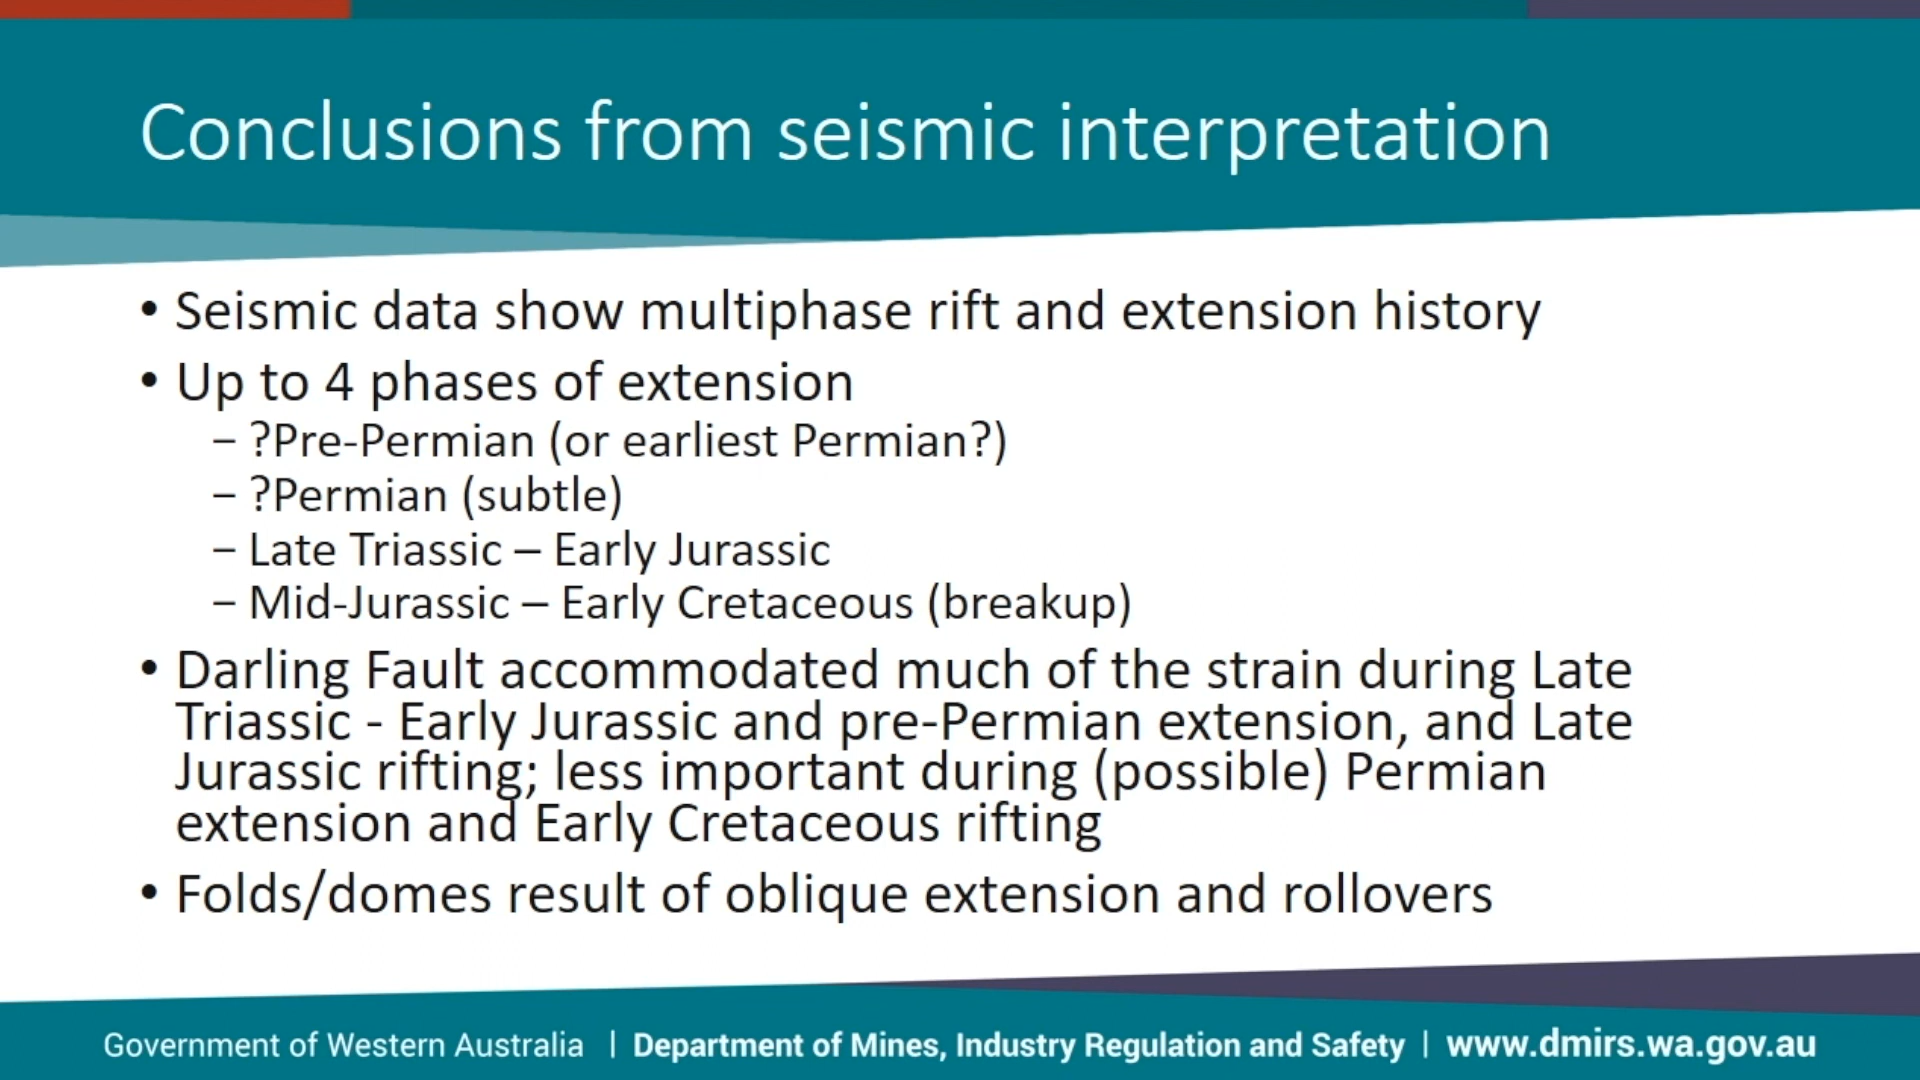 Conclusions from seismic interpretation
• Seismic data show multiphase rift and extension history
• Up to 4 phases of extension
– ?Pre-Permian (or earliest Permian?)
– ?Permian (subtle)
– Late Triassic – Early Jurassic
– Mid-Jurassic – Early Cretaceous (breakup)
• Darling Fault accommodated much of the strain during Late
Triassic - Early Jurassic and pre-Permian extension, and Late
Jurassic rifting; less important during (possible) Permian
extension and Early Cretaceous rifting
• Folds/domes result of oblique extension and rollovers
Government of Western Australia | Department of Mines, Industry Regulation and Safety | www.dmirs.wa.gov.au